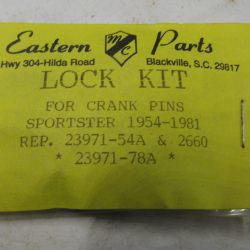 Eastern MC Parts
Hwy 304-Hilda Road Blackville, S.C. 29817
LOCK KIT
FOR CRANK PINS
SPORTSTER 1954-1981
REP. 23971-54A & 2660
* 23971-78A *